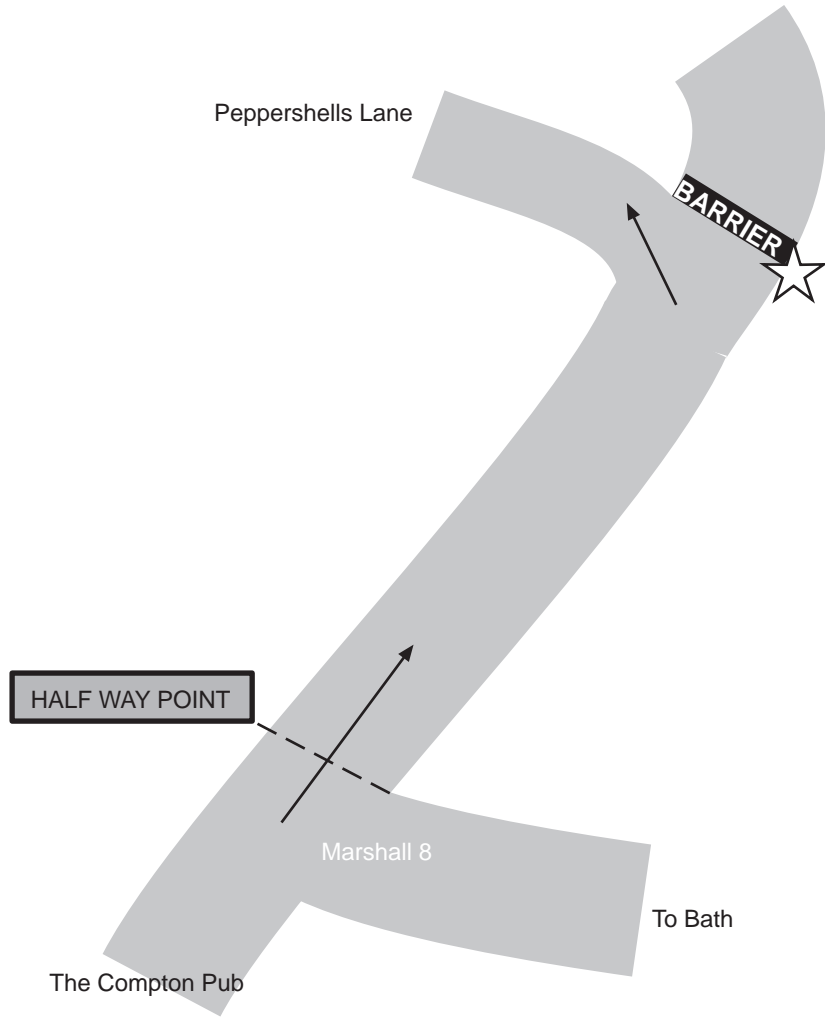 Peppershells Lane
BARRIER
HALF WAY POINT
Marshall 8
To Bath
The Compton Pub